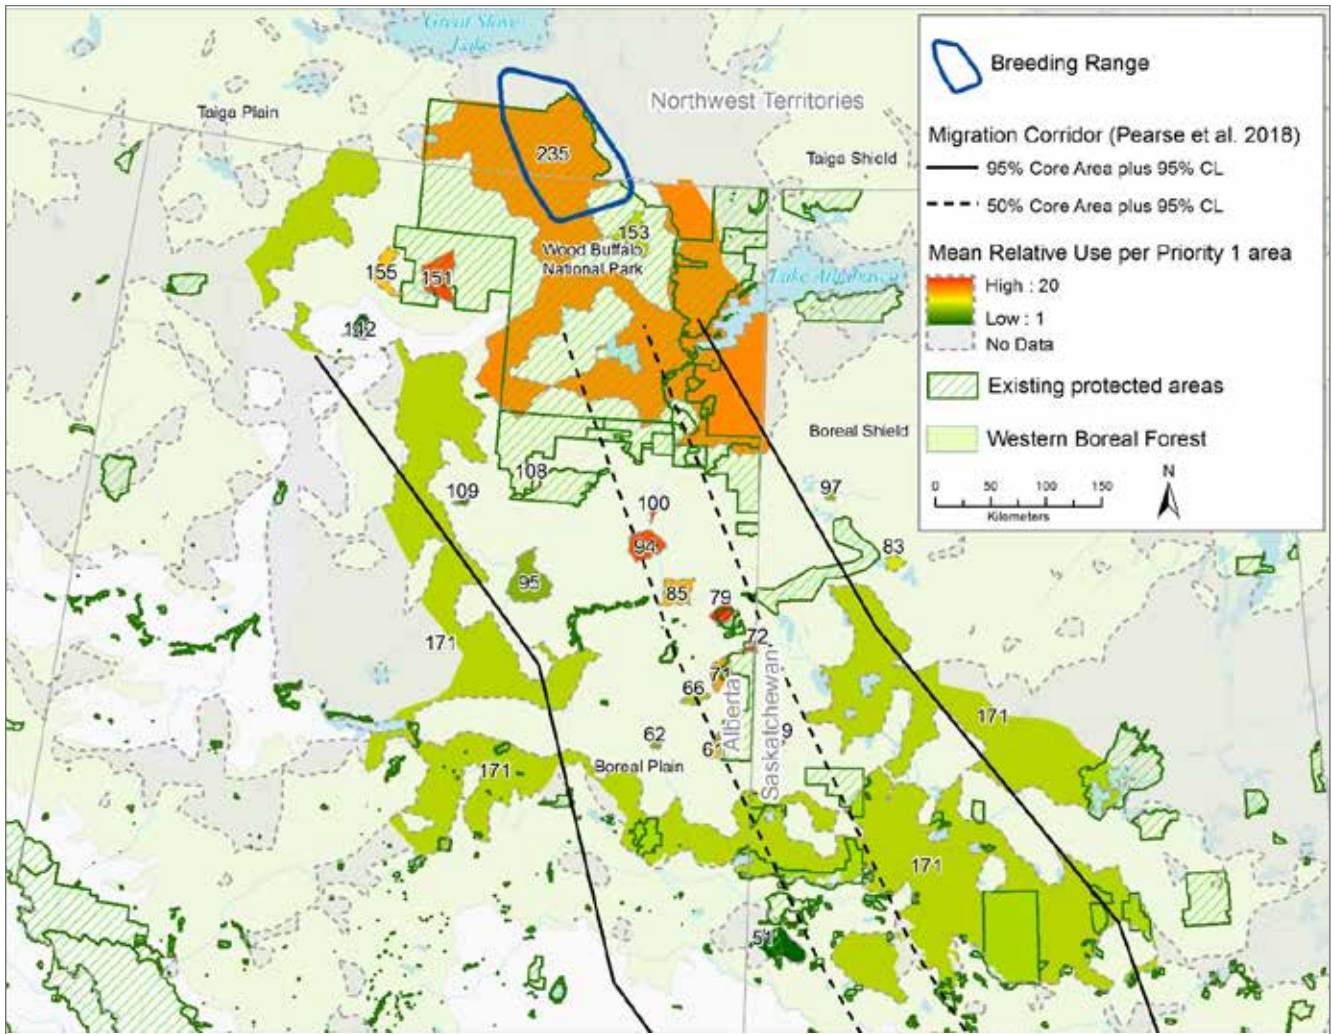 Great Slave
Lake
Northwest Territories
Taiga Plain
235
Taiga Shield
153
Wood Buffalo
National Park
155
151
142
Boreal Shield
108
109
100
97
94
83
95
85
79
72
171
71
66
171
62
61
9
Boreal Plain
171
Alberta
Saskatchewan
171
51
Breeding Range
Migration Corridor (Pearse et al. 2018)
95% Core Area plus 95% CL
50% Core Area plus 95% CL
Mean Relative Use per Priority 1 area
High : 20
Low : 1
No Data
Existing protected areas
Western Boreal Forest
N
0 50 100 150
Kilometers